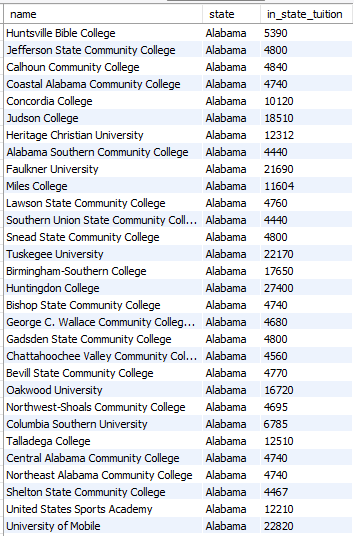 name state in_state_tuition
Huntsville Bible College Alabama 5390
Jefferson State Community College Alabama 4800
Calhoun Community College Alabama 4840
Coastal Alabama Community College Alabama 4740
Concordia College Alabama 10120
Judson College Alabama 18510
Heritage Christian University Alabama 12312
Alabama Southern Community College Alabama 4440
Faulkner University Alabama 21690
Miles College Alabama 11604
Lawson State Community College Alabama 4760
Southern Union State Community Coll... Alabama 4440
Snead State Community College Alabama 4800
Tuskegee University Alabama 22170
Birmingham-Southern College Alabama 17650
Huntingdon College Alabama 27400
Bishop State Community College Alabama 4740
George C. Wallace Community Colleg... Alabama 4680
Gadsden State Community College Alabama 4800
Chattahoochee Valley Community Col... Alabama 4560
Bevill State Community College Alabama 4770
Oakwood University Alabama 16720
Northwest-Shoals Community College Alabama 4695
Columbia Southern University Alabama 6785
Talladega College Alabama 12510
Central Alabama Community College Alabama 4740
Northeast Alabama Community College Alabama 4740
Shelton State Community College Alabama 4467
United States Sports Academy Alabama 12210
University of Mobile Alabama 22820